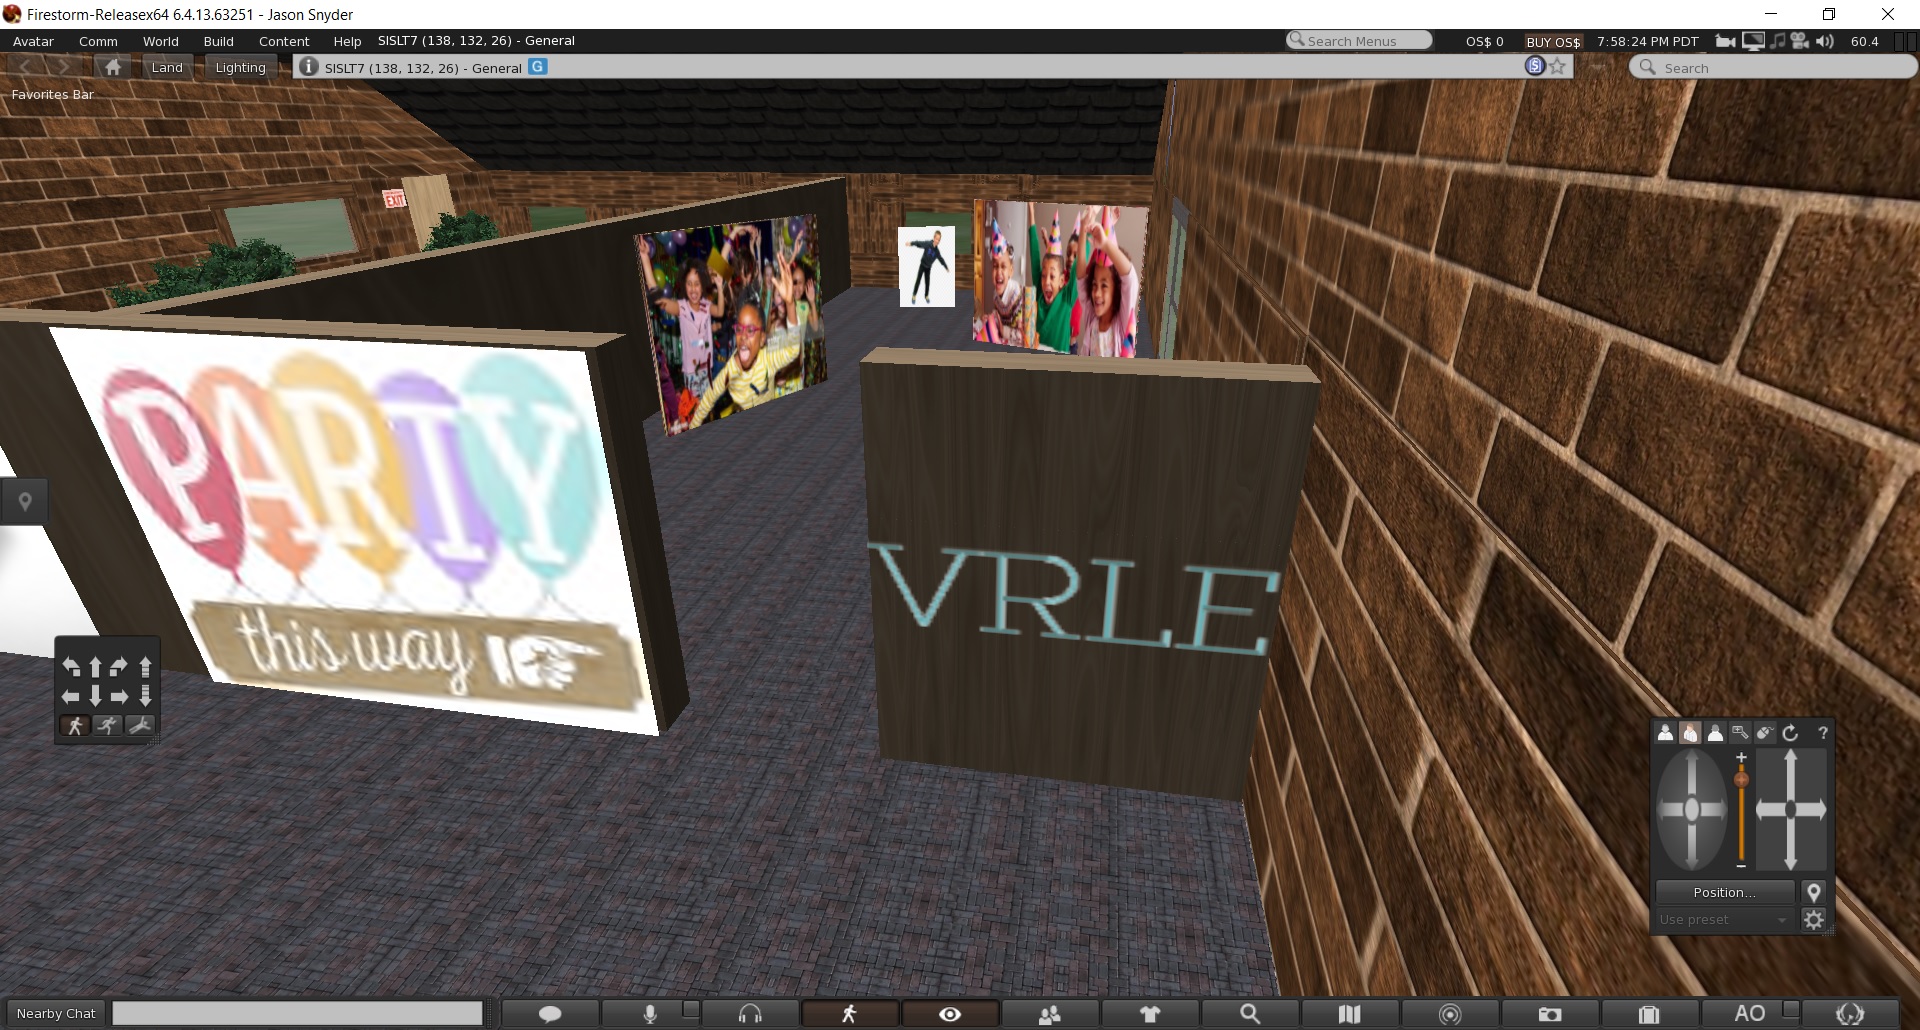 Firestorm-Releasex64 6.4.13.63251 - Jason Snyder
Avatar Comm World Build Content Help SISLT7 (138, 132, 26) - General Search Menus OS$ 0 BUY OS$ 7:58:24 PM PDT 60.4
Land Lighting SISLT7 (138, 132, 26) - General G Search
Favorites Bar
EXIT
PARTY
this way
VRLE
?
Position...
Use preset
Nearby Chat AO